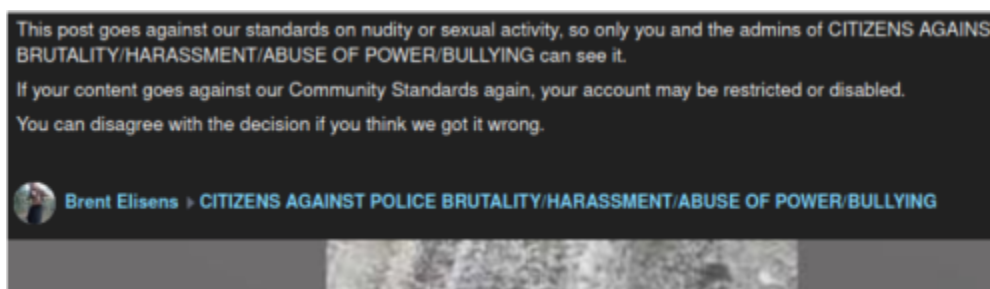 This post goes against our standards on nudity or sexual activity, so only you and the admins of CITIZENS AGAINS
BRUTALITY/HARASSMENT/ABUSE OF POWER/BULLYING can see it.
If your content goes against our Community Standards again, your account may be restricted or disabled.
You can disagree with the decision if you think we got it wrong.
Brent Elisens ▸ CITIZENS AGAINST POLICE BRUTALITY/HARASSMENT/ABUSE OF POWER/BULLYING